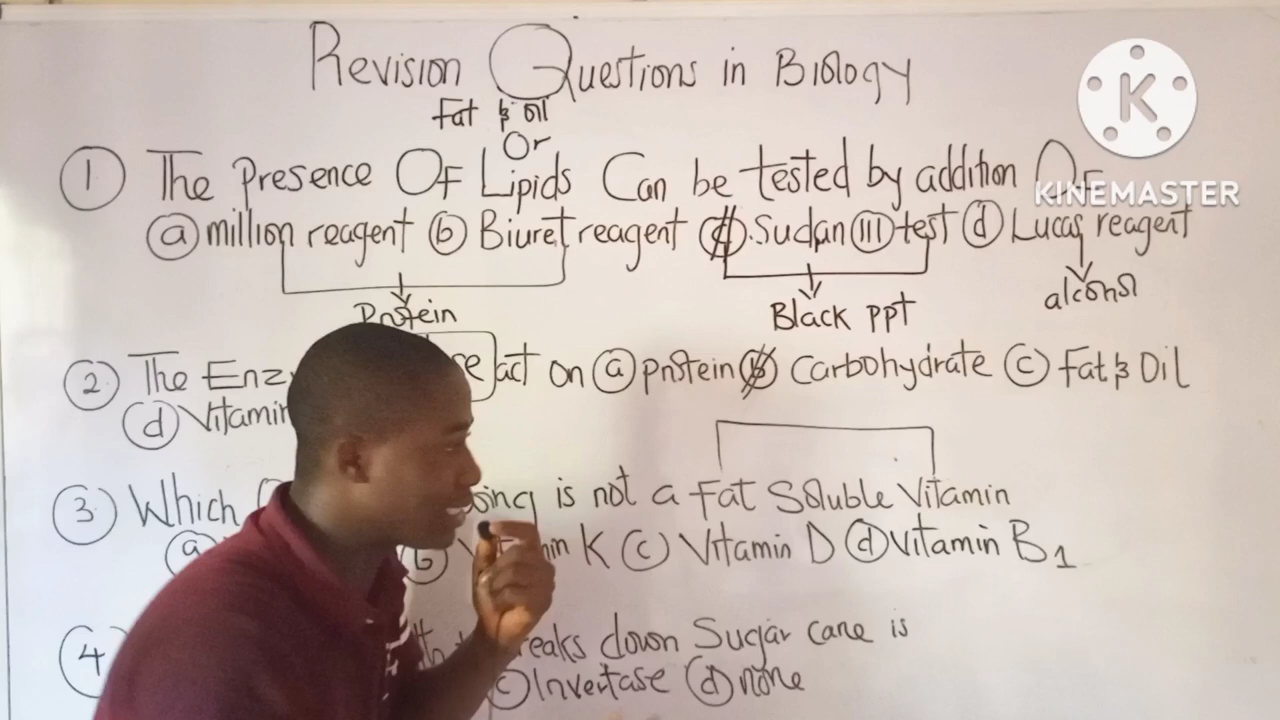 Revision Questions in Biology
Fat & oil
Or
① The Presence Of Lipids Can be tested by addition Of
ⓐ million reagent ⓑ Biuret reagent ⓒ. Sudan (III) test ⓓ Lucas reagent
Protein
Black ppt
② The Enz se act on ⓐ protein ⓑ Carbohydrate ⓒ Fat & Oil
ⓓ Vitamin
③ Which is not a Fat Soluble Vitamin
ⓐ ⓑ Vitamin K ⓒ Vitamin D ⓓ Vitamin B1
④ reaks down Sugar cane is
ⓒ Invertase ⓓ none
K
KINEMASTER